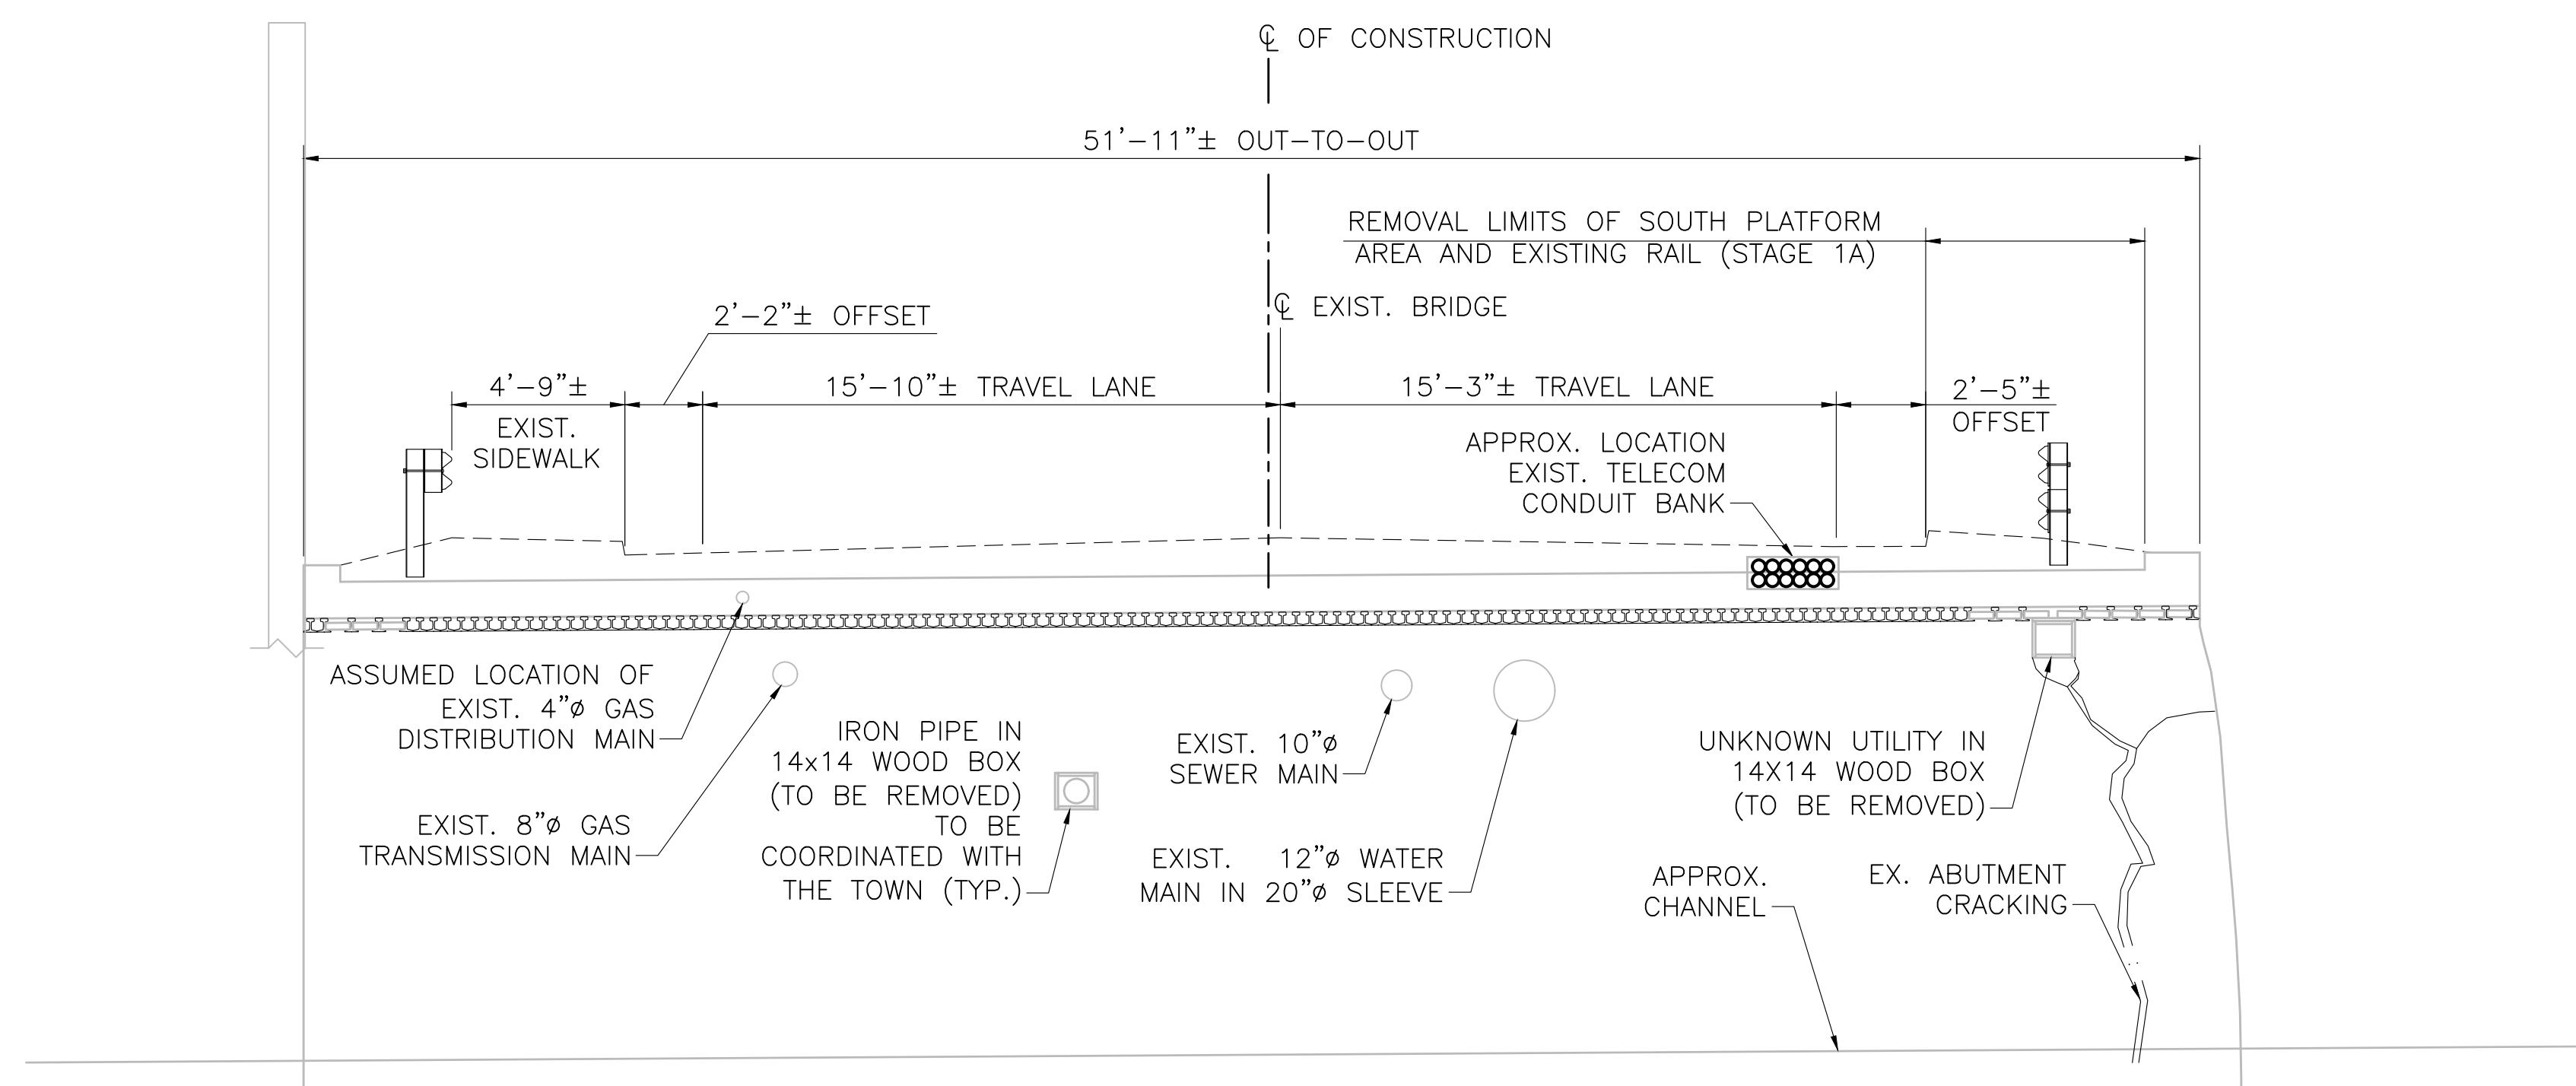 ℄ OF CONSTRUCTION
51'-11"± OUT-TO-OUT
REMOVAL LIMITS OF SOUTH PLATFORM
AREA AND EXISTING RAIL (STAGE 1A)
℄ EXIST. BRIDGE
2'-2"± OFFSET
4'-9"±
EXIST.
SIDEWALK
15'-10"± TRAVEL LANE
15'-3"± TRAVEL LANE
2'-5"±
OFFSET
APPROX. LOCATION
EXIST. TELECOM
CONDUIT BANK
ASSUMED LOCATION OF
EXIST. 4"ø GAS
DISTRIBUTION MAIN
EXIST. 8"ø GAS
TRANSMISSION MAIN
IRON PIPE IN
14x14 WOOD BOX
(TO BE REMOVED)
TO BE
COORDINATED WITH
THE TOWN (TYP.)
EXIST. 10"ø
SEWER MAIN
EXIST. 12"ø WATER
MAIN IN 20"ø SLEEVE
UNKNOWN UTILITY IN
14X14 WOOD BOX
(TO BE REMOVED)
APPROX.
CHANNEL
EX. ABUTMENT
CRACKING